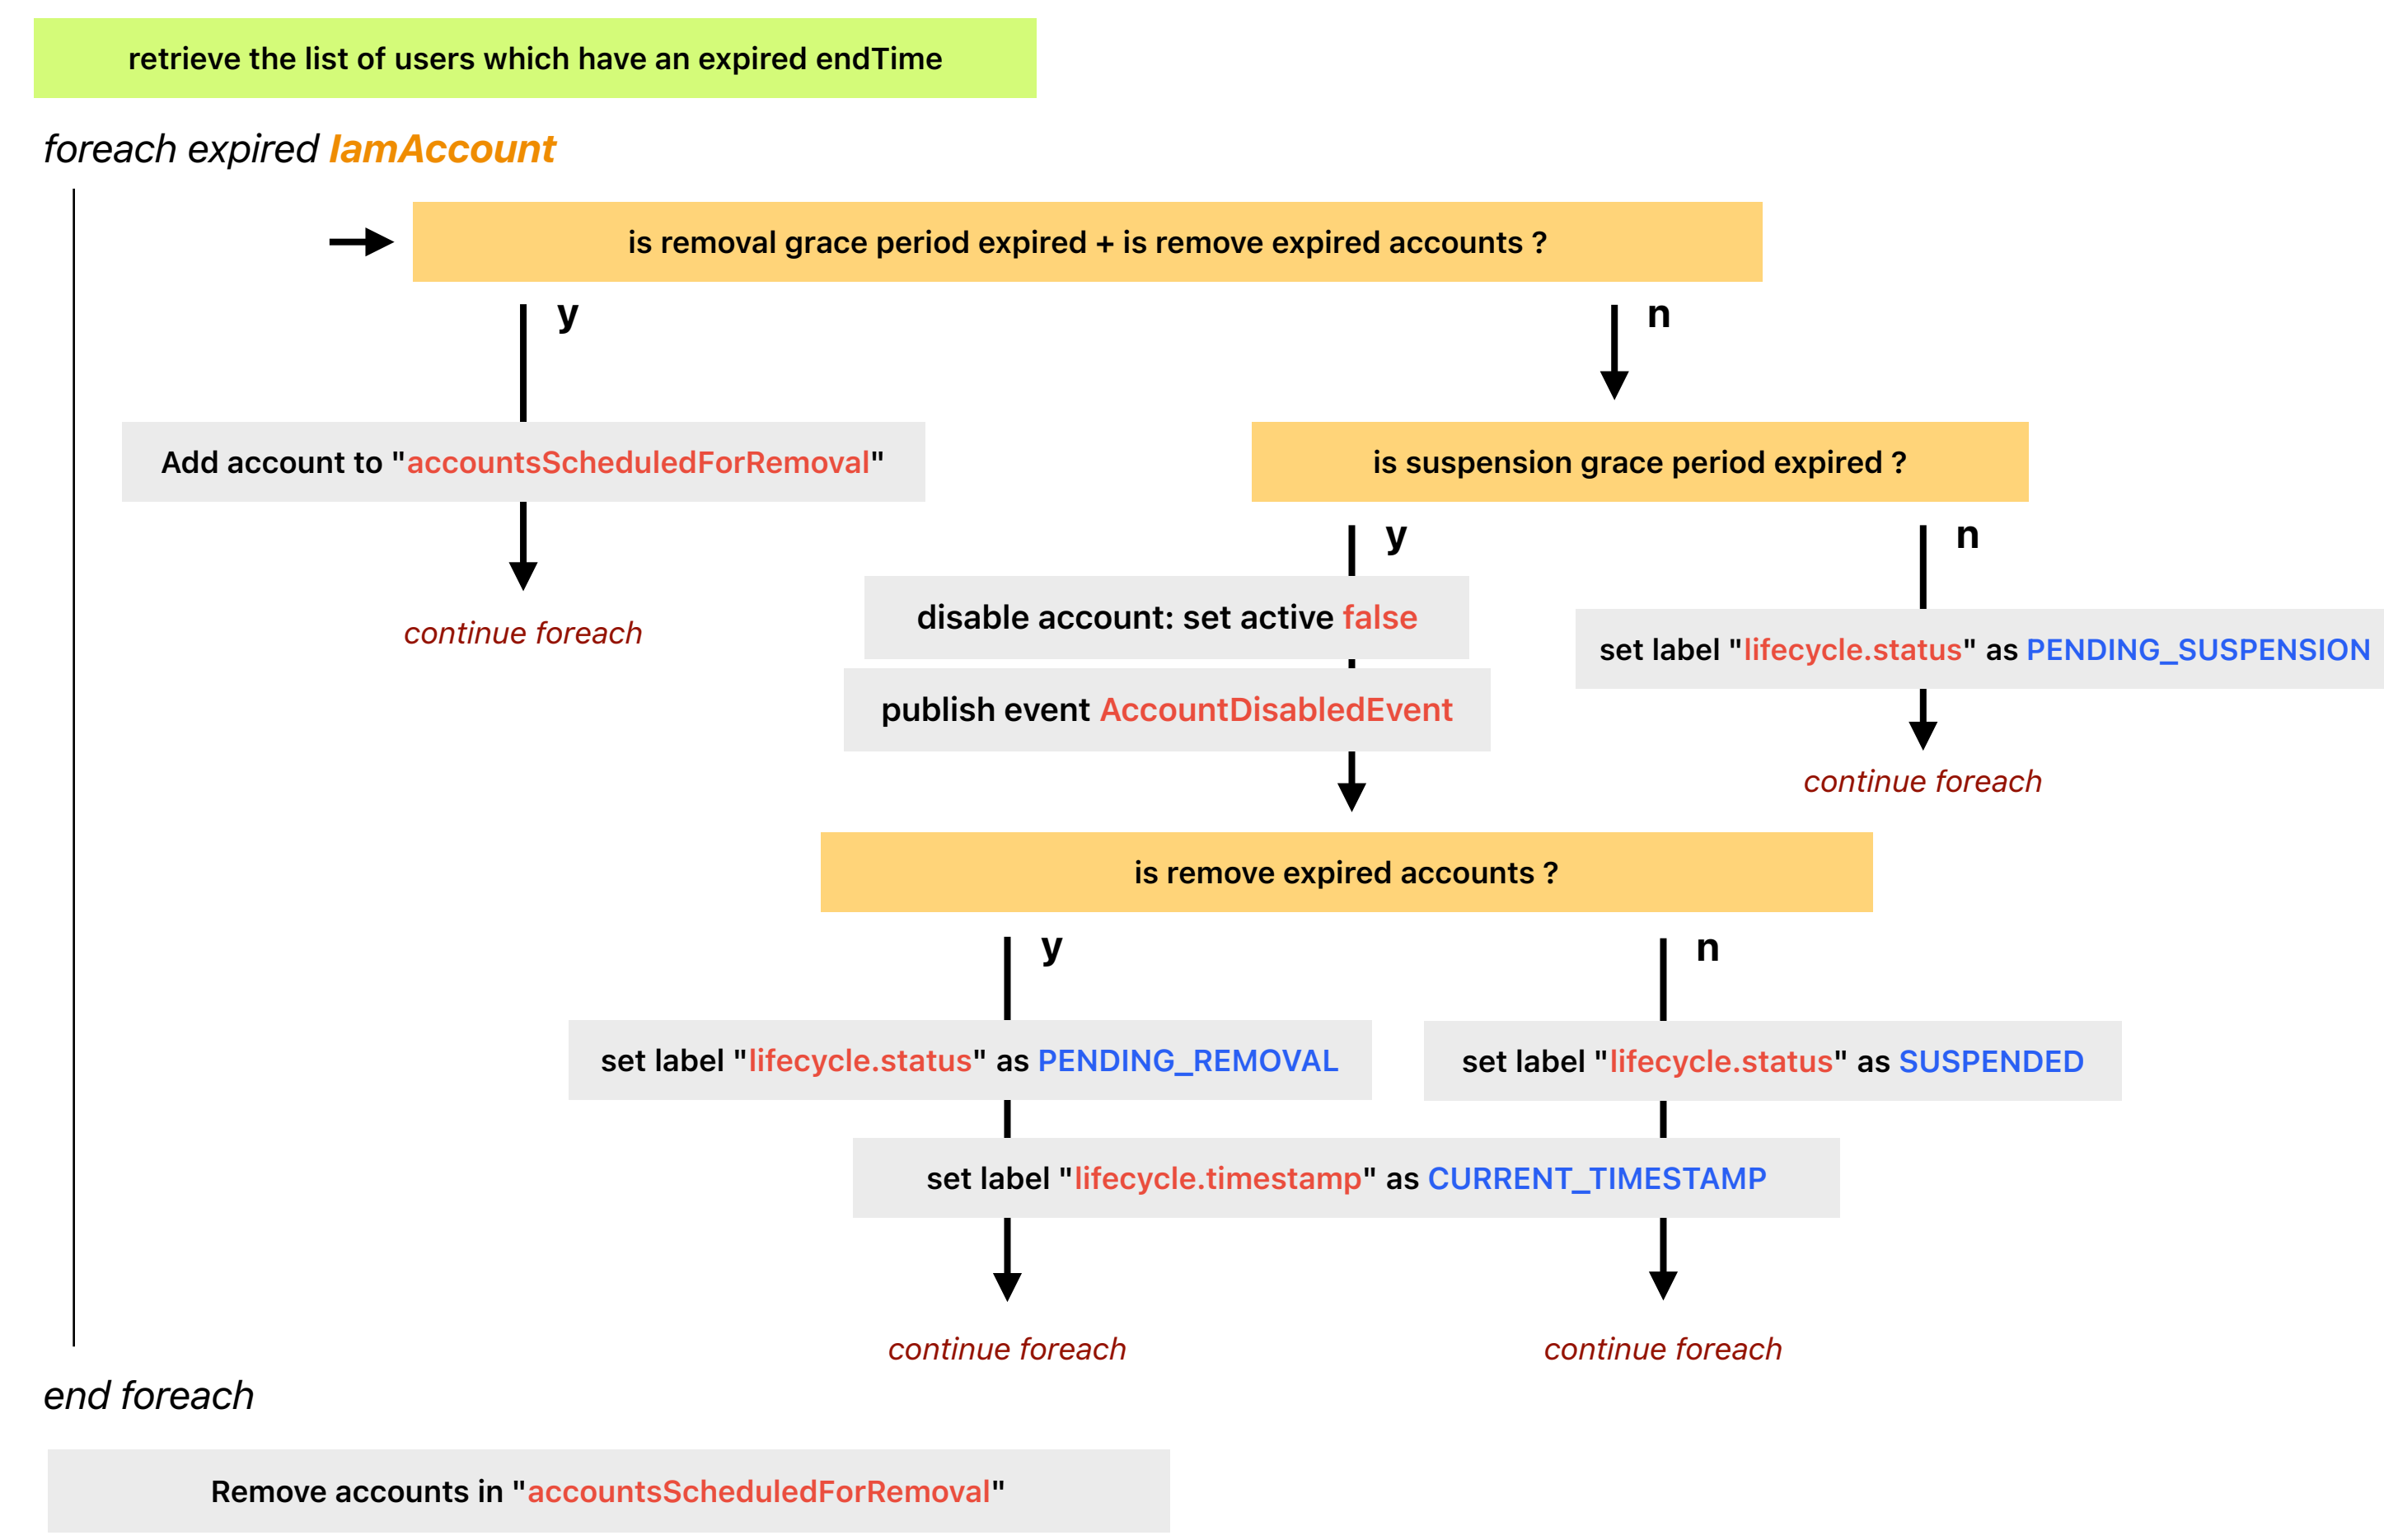 retrieve the list of users which have an expired endTime
foreach expired IamAccount
is removal grace period expired + is remove expired accounts ?
y
n
Add account to "accountsScheduledForRemoval"
is suspension grace period expired ?
continue foreach
y
n
disable account: set active false
set label "lifecycle.status" as PENDING_SUSPENSION
publish event AccountDisabledEvent
continue foreach
is remove expired accounts ?
y
n
set label "lifecycle.status" as PENDING_REMOVAL
set label "lifecycle.status" as SUSPENDED
set label "lifecycle.timestamp" as CURRENT_TIMESTAMP
continue foreach
continue foreach
end foreach
Remove accounts in "accountsScheduledForRemoval"